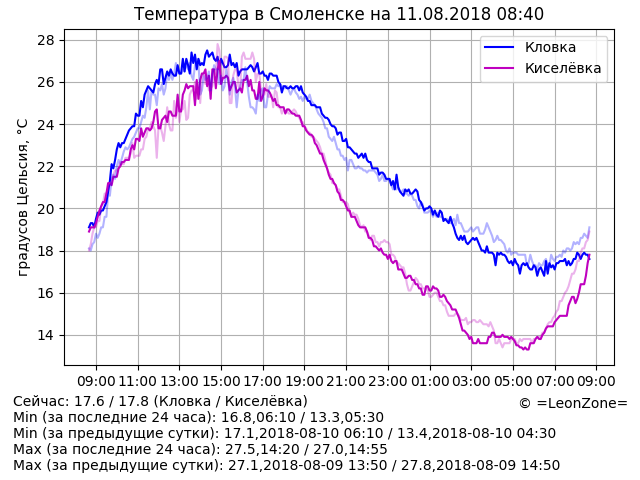 Температура в Смоленске на 11.08.2018 08:40
Кловка
Киселёвка
градусов Цельсия, °C
28
26
24
22
20
18
16
14
09:00 11:00 13:00 15:00 17:00 19:00 21:00 23:00 01:00 03:00 05:00 07:00 09:00
Сейчас: 17.6 / 17.8 (Кловка / Киселёвка)
© =LeonZone=
Min (за последние 24 часа): 16.8,06:10 / 13.3,05:30
Min (за предыдущие сутки): 17.1,2018-08-10 06:10 / 13.4,2018-08-10 04:30
Max (за последние 24 часа): 27.5,14:20 / 27.0,14:55
Max (за предыдущие сутки): 27.1,2018-08-09 13:50 / 27.8,2018-08-09 14:50